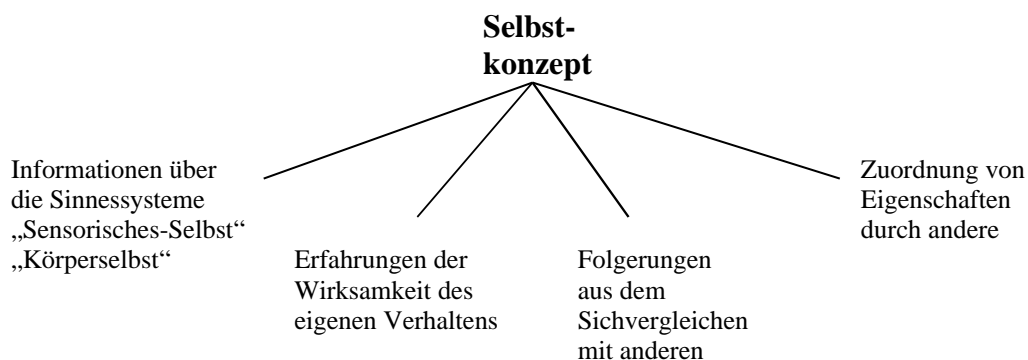 Selbst-
konzept
Informationen über
die Sinnessysteme
„Sensorisches-Selbst“
„Körperselbst“
Erfahrungen der
Wirksamkeit des
eigenen Verhaltens
Folgerungen
aus dem
Sichvergleichen
mit anderen
Zuordnung von
Eigenschaften
durch andere